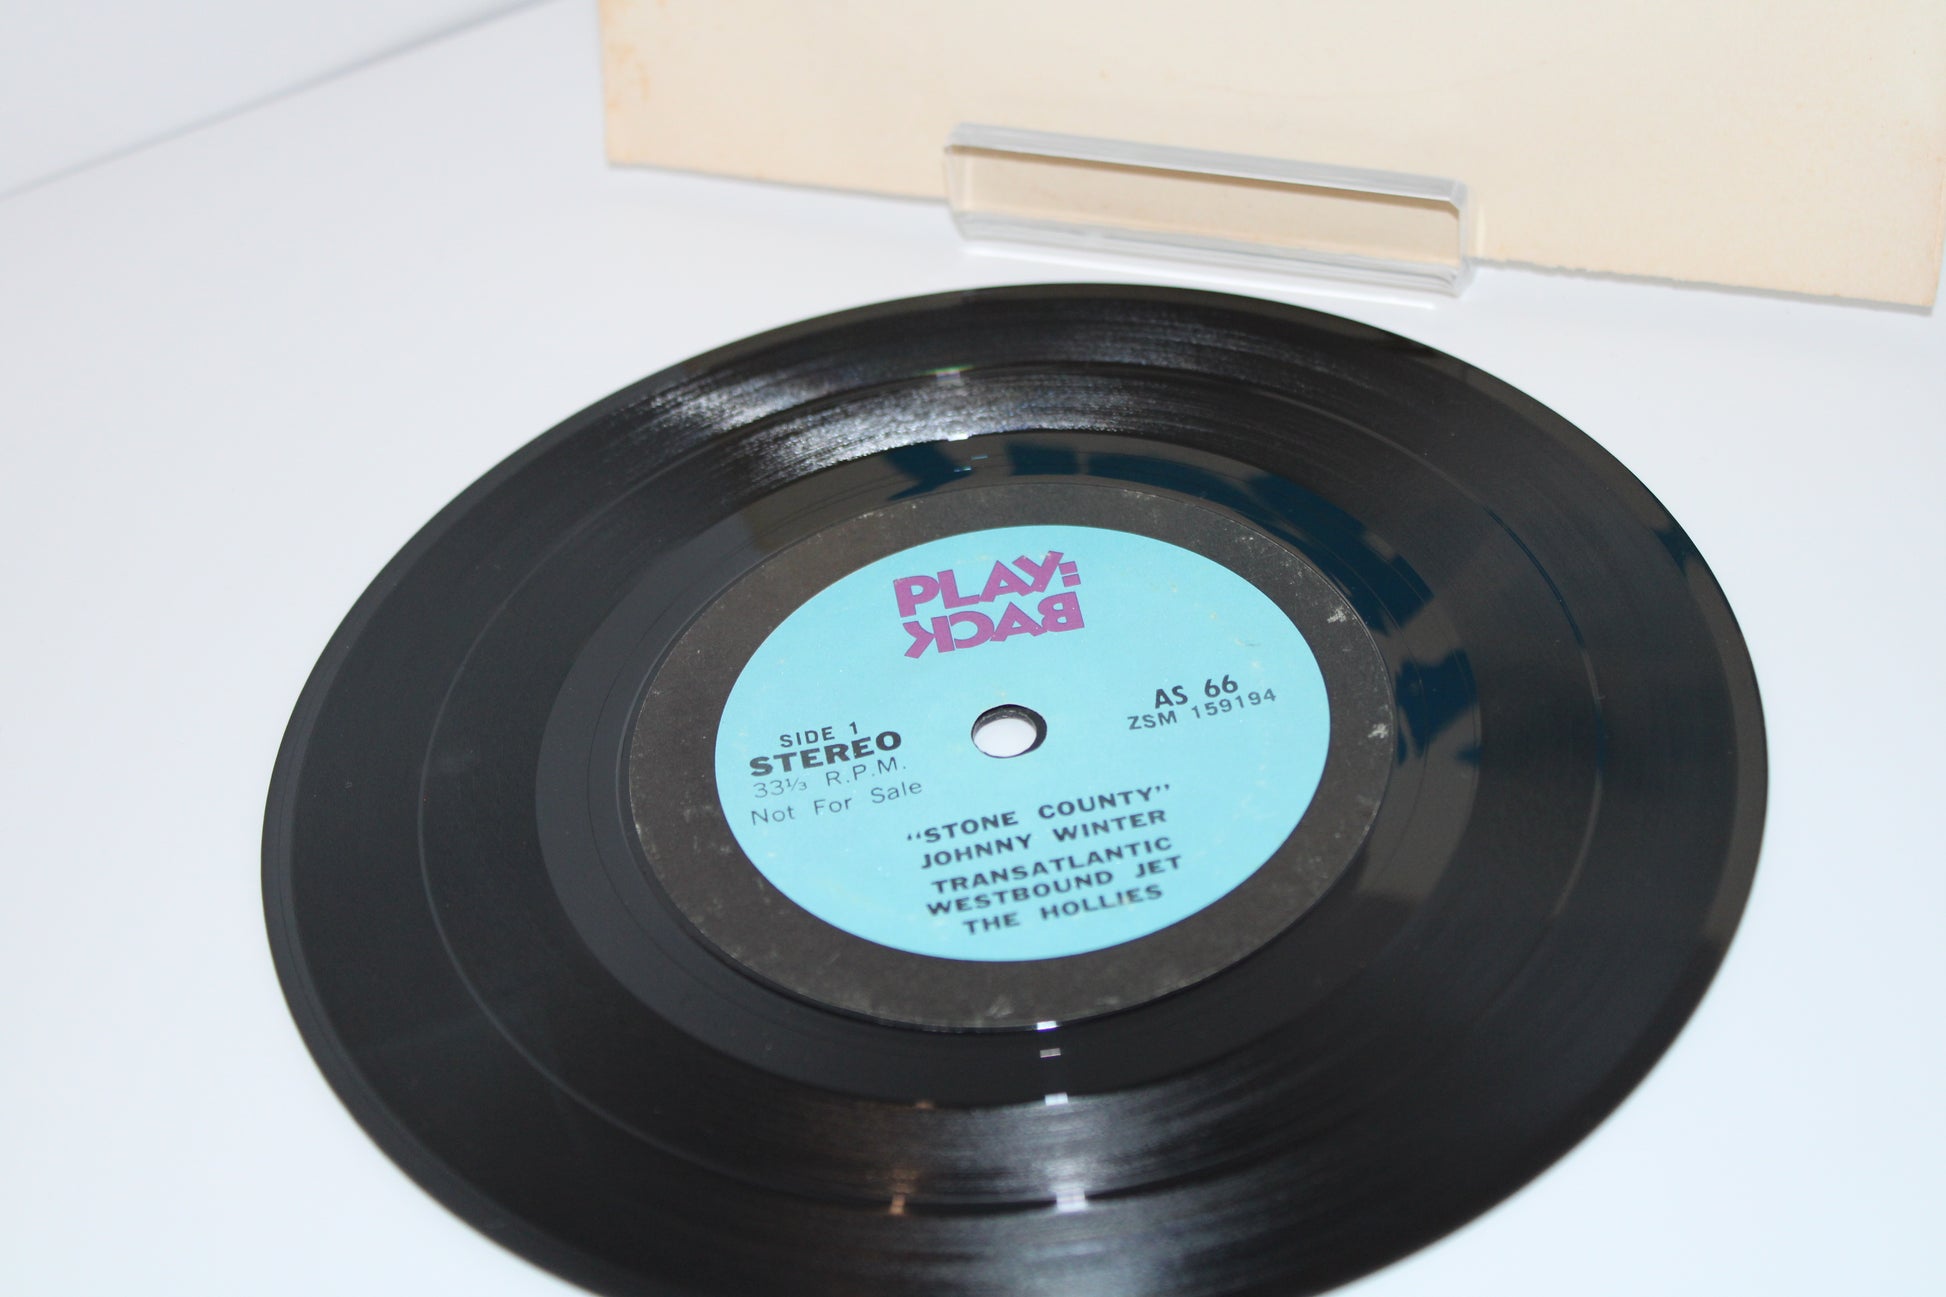 PLAY:
BACK
SIDE 1
STEREO
33⅓ R.P.M.
Not For Sale
AS 66
ZSM 159194
"STONE COUNTY"
JOHNNY WINTER
TRANSATLANTIC
WESTBOUND JET
THE HOLLIES